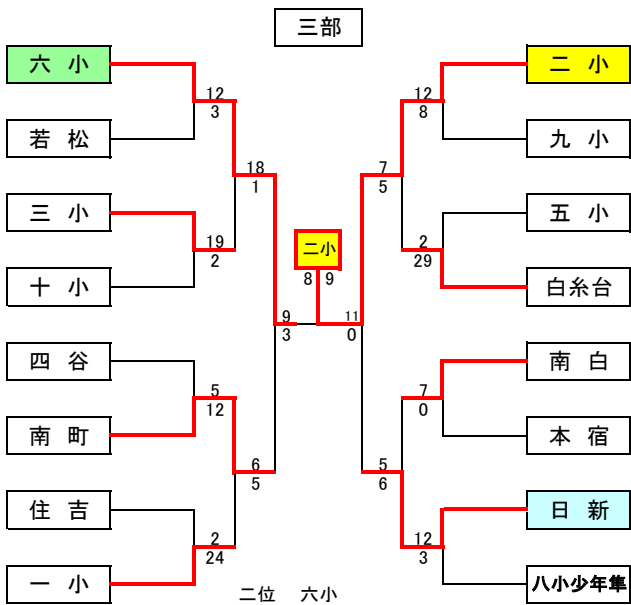 三部
六小
二小
12
3
12
8
若松
九小
18
1
7
5
三小
五小
19
2
二小
2
29
8 9
十小
白糸台
9
3
11
0
四谷
南白
5
12
7
0
南町
本宿
6
5
5
6
住吉
日新
2
24
12
3
一小
八小少年隼
二位 六小